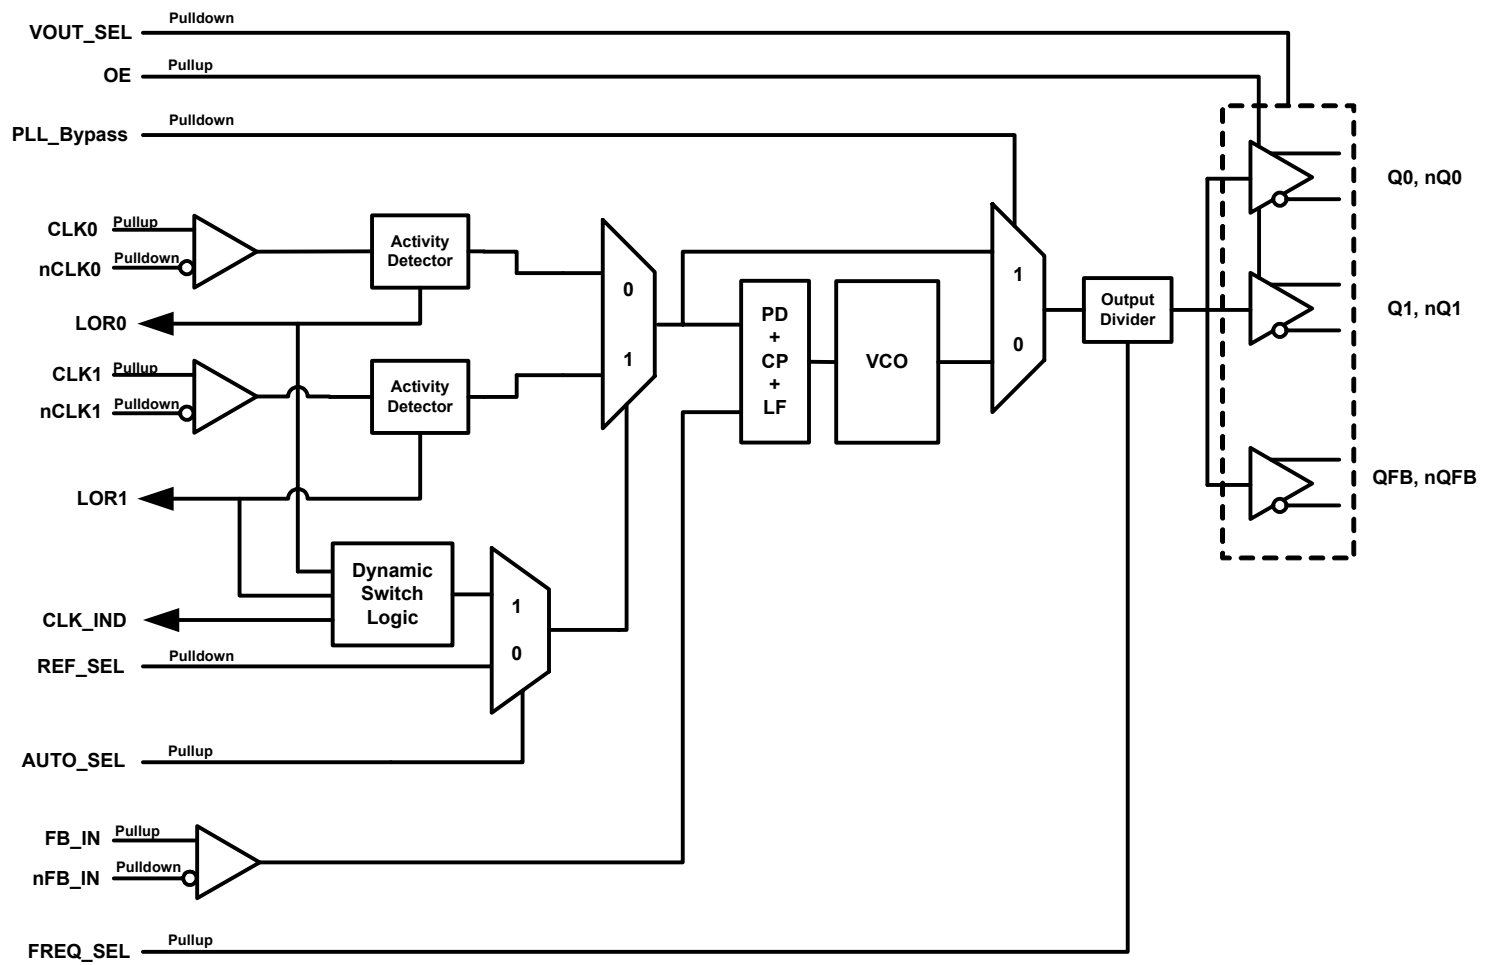 VOUT_SEL
Pulldown
OE
Pullup
PLL_Bypass
Pulldown
CLK0
Pullup
nCLK0
Pulldown
Activity
Detector
LOR0
CLK1
Pullup
nCLK1
Pulldown
Activity
Detector
LOR1
0
1
PD
+
CP
+
LF
VCO
1
0
Output
Divider
Q0, nQ0
Q1, nQ1
QFB, nQFB
Dynamic
Switch
Logic
1
0
CLK_IND
REF_SEL
Pulldown
AUTO_SEL
Pullup
FB_IN
Pullup
nFB_IN
Pulldown
FREQ_SEL
Pullup